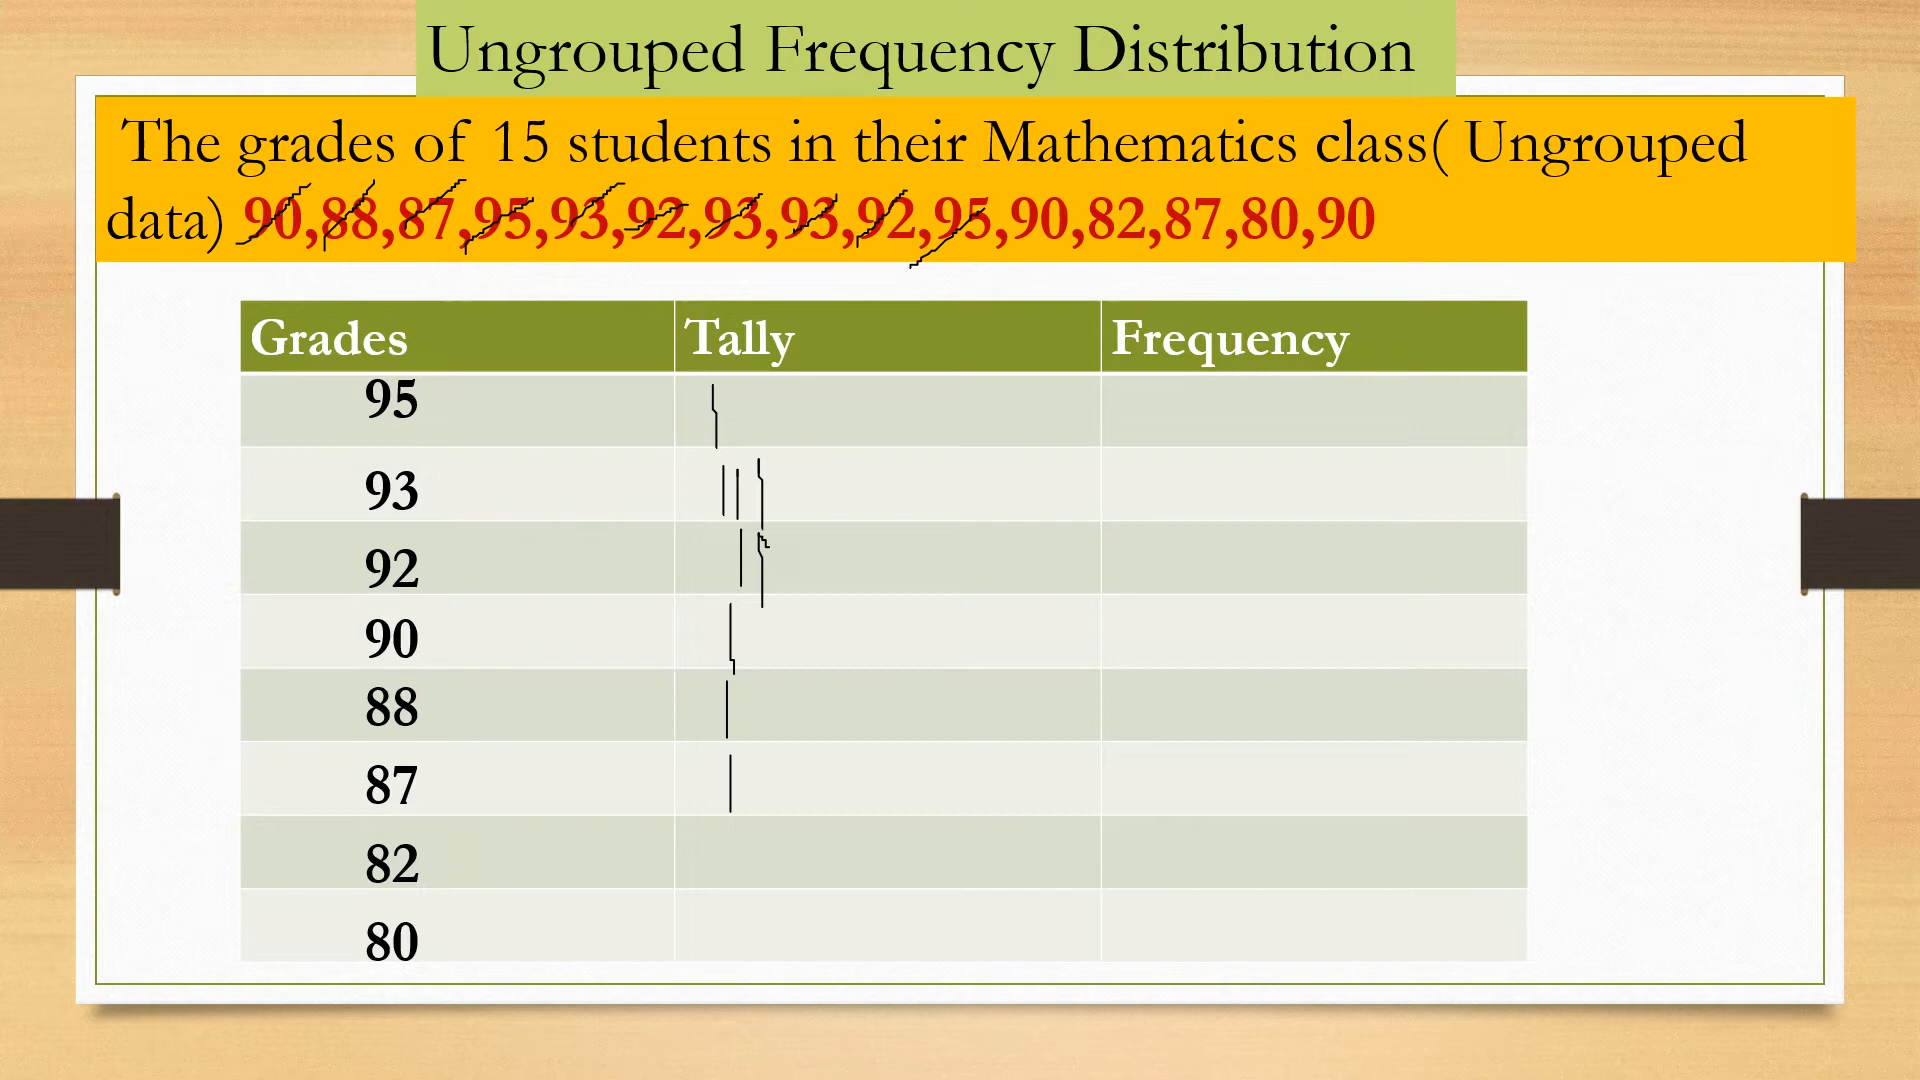 Ungrouped Frequency Distribution
The grades of 15 students in their Mathematics class( Ungrouped
data) 90,88,87,95,93,92,93,93,92,95,90,82,87,80,90
Grades Tally Frequency
95
93
92
90
88
87
82
80